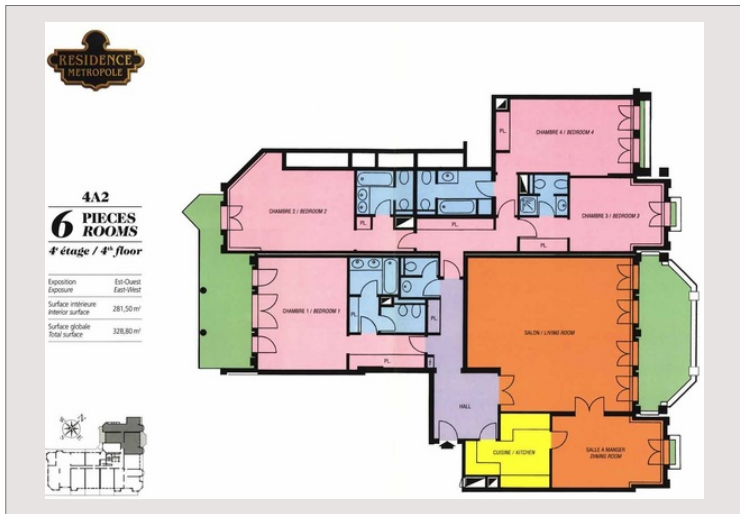 RESIDENCE
METROPOLE
4A2
6 PIECES
ROOMS
4e étage / 4th floor
Exposition Est-Ouest
Exposure East-West
Surface intérieure 281,50 m²
Interior surface
Surface globale 328,80 m²
Total surface
CHAMBRE 4 / BEDROOM 4
PL.
CHAMBRE 2 / BEDROOM 2
CHAMBRE 3 / BEDROOM 3
PL.
PL.
PL.
CHAMBRE 1 / BEDROOM 1
PL.
PL.
PL.
SALON / LIVING ROOM
HALL
CUISINE / KITCHEN
SALLE A MANGER
DINING ROOM